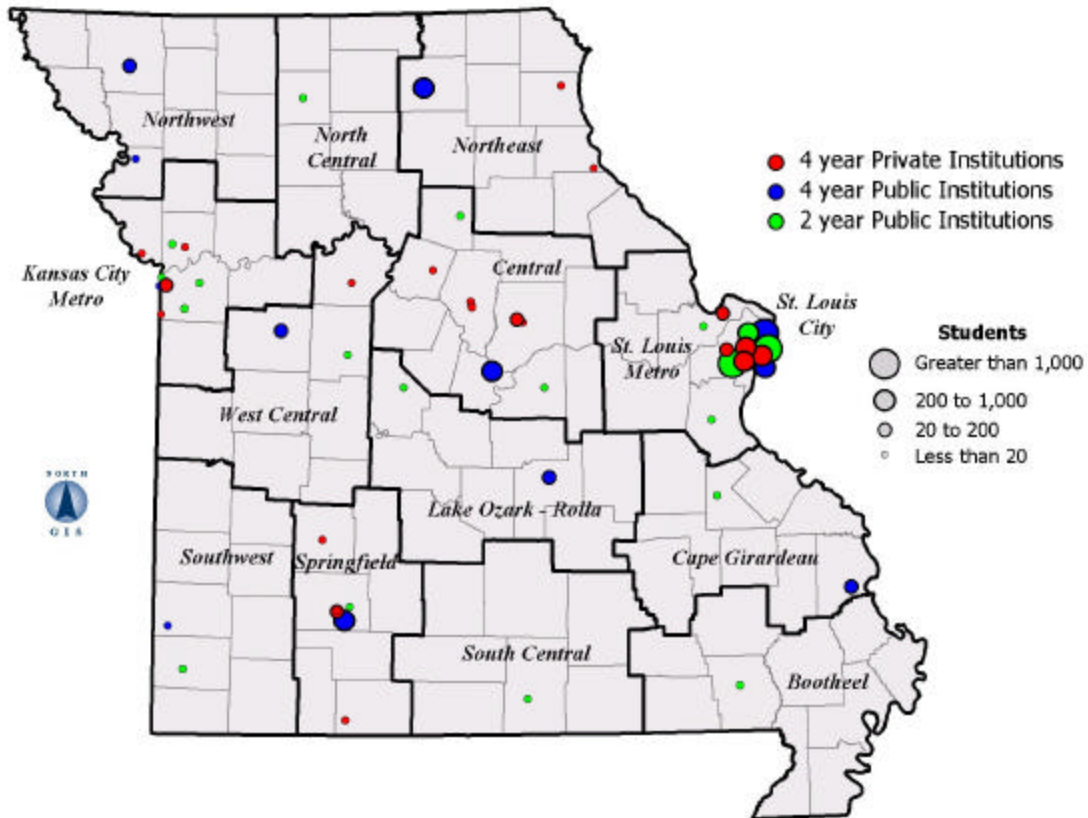 Northwest
North
Central
Northeast
4 year Private Institutions
4 year Public Institutions
2 year Public Institutions
Kansas City
Metro
Central
St. Louis
City
St. Louis
Metro
Students
Greater than 1,000
200 to 1,000
20 to 200
Less than 20
West Central
NORTH
GIS
Lake Ozark - Rolla
Southwest
Springfield
Cape Girardeau
South Central
Bootheel